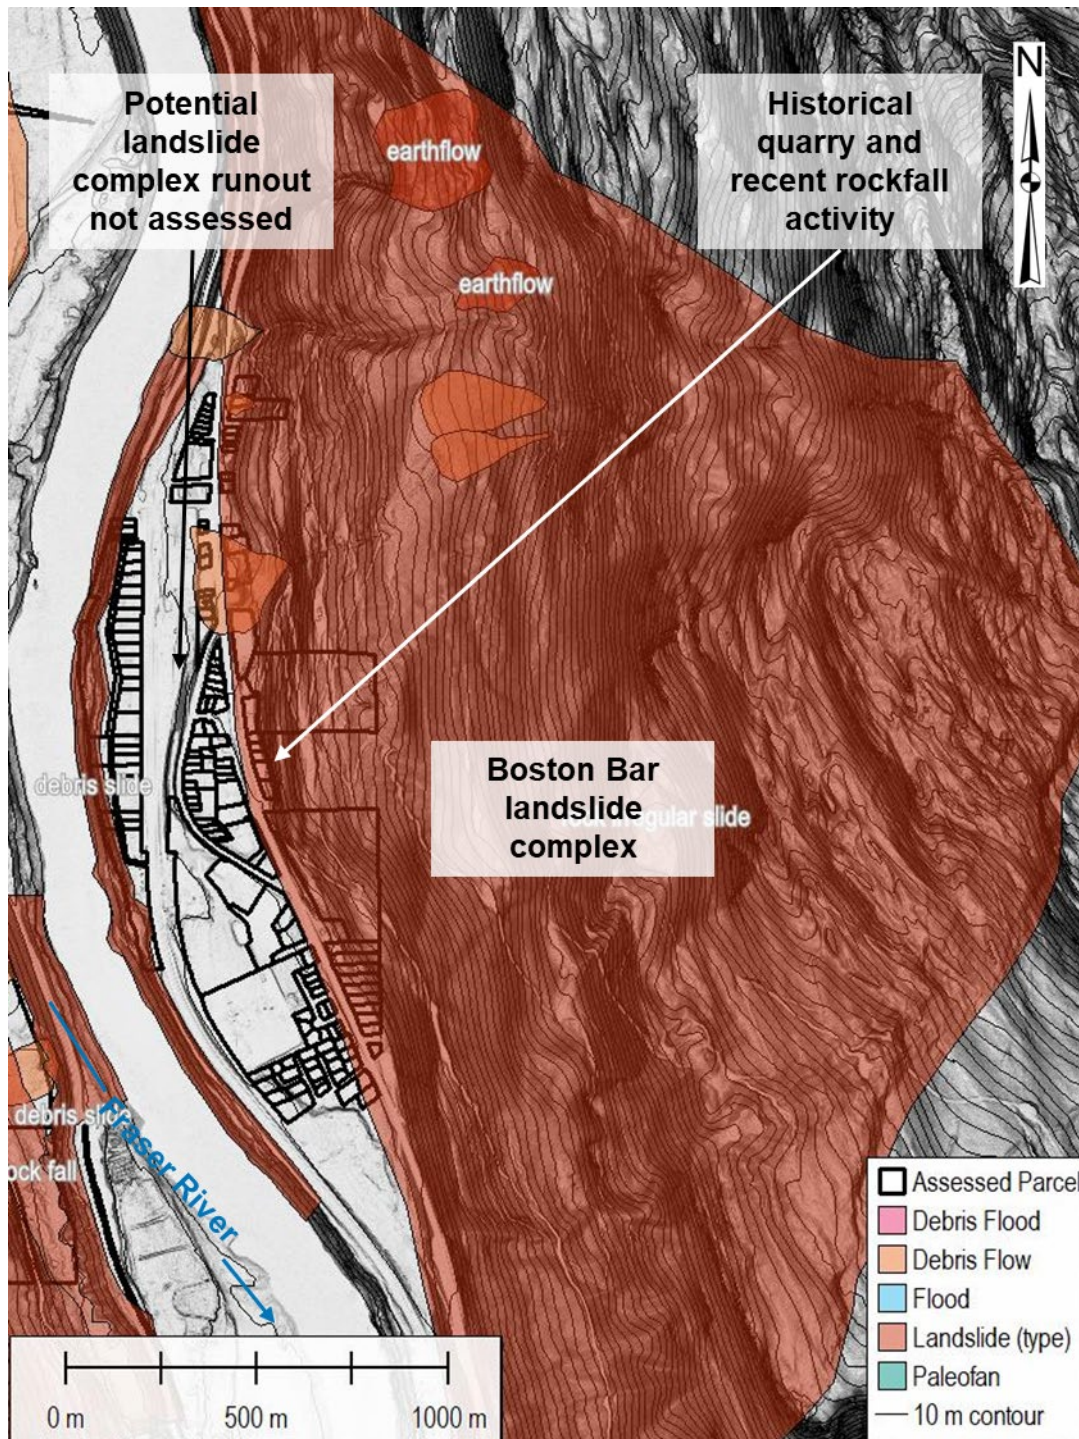 Potential
landslide
complex runout
not assessed
Historical
quarry and
recent rockfall
activity
N
earthflow
earthflow
debris slide
Boston Bar
landslide
complex
irregular slide
debris slide
ock fall
Fraser River
Assessed Parcel
Debris Flood
Debris Flow
Flood
Landslide (type)
Paleofan
10 m contour
0 m
500 m
1000 m